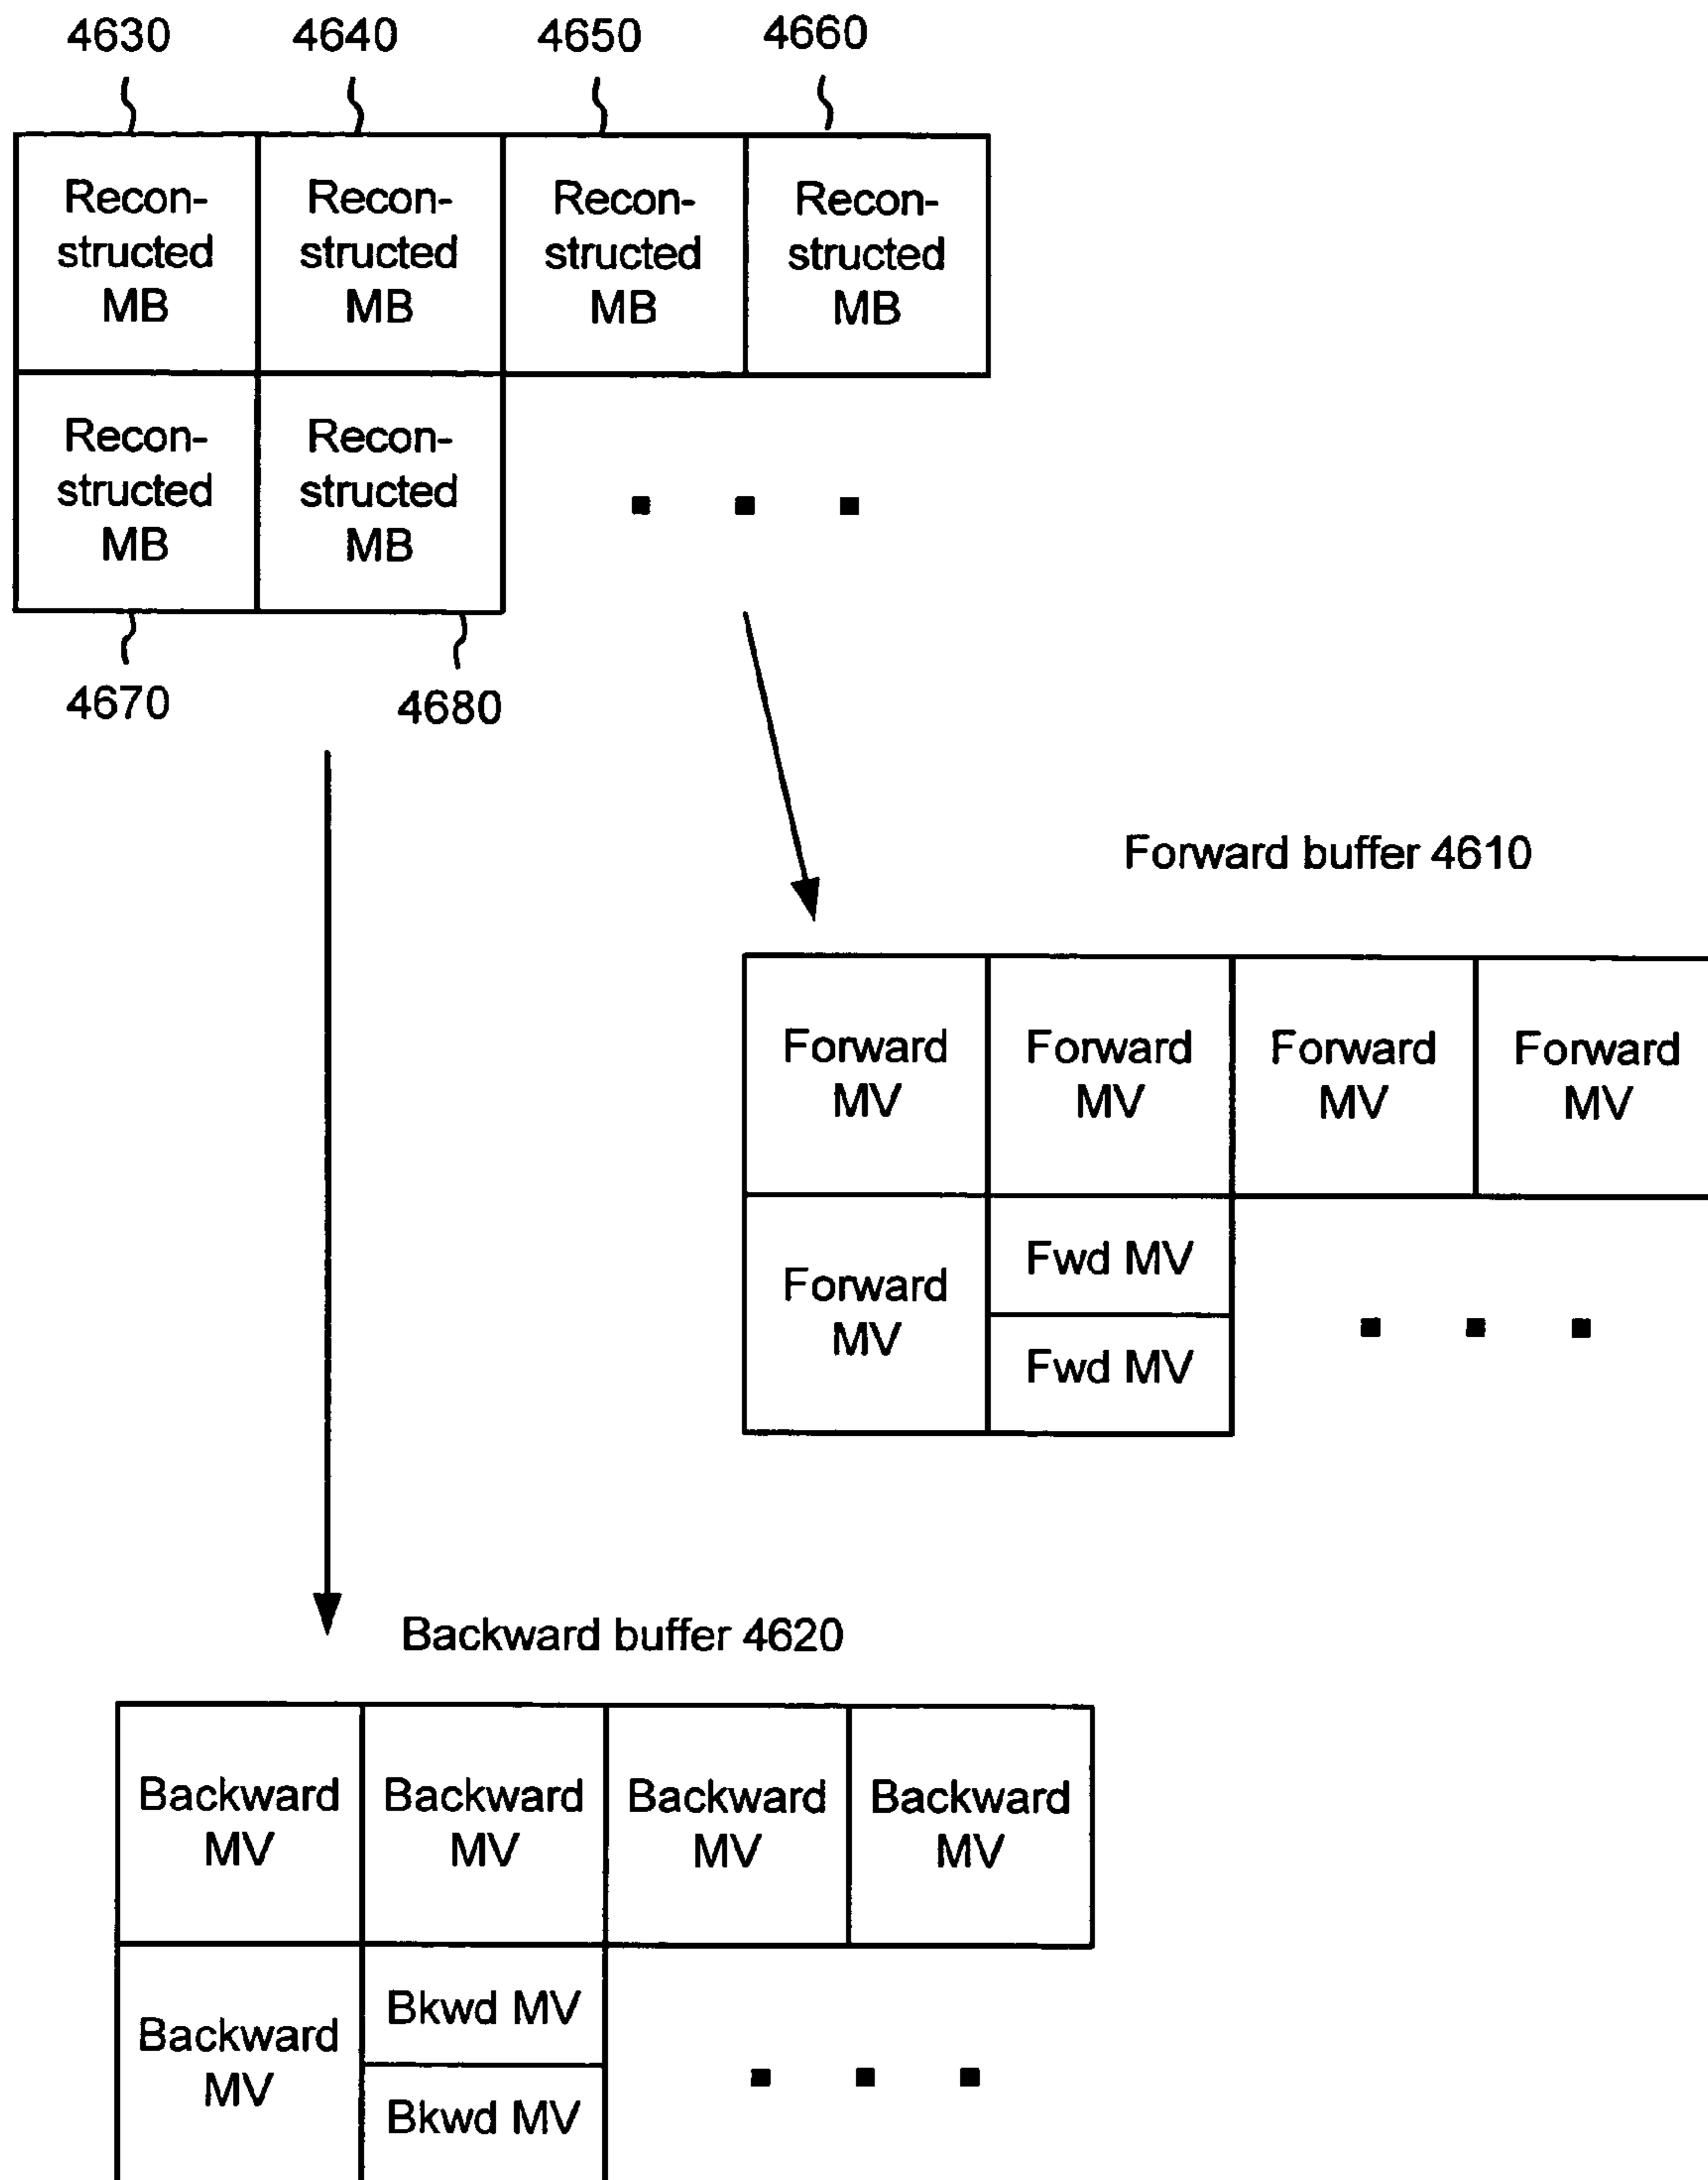 4630 4640 4650 4660
Recon- Recon- Recon- Recon-
structed structed structed structed
MB MB MB MB
Recon- Recon-
structed structed
MB MB
4670 4680
Forward buffer 4610
Forward Forward Forward Forward
MV MV MV MV
Forward
MV
Fwd MV
Fwd MV
Backward buffer 4620
Backward Backward Backward Backward
MV MV MV MV
Backward
MV
Bkwd MV
Bkwd MV